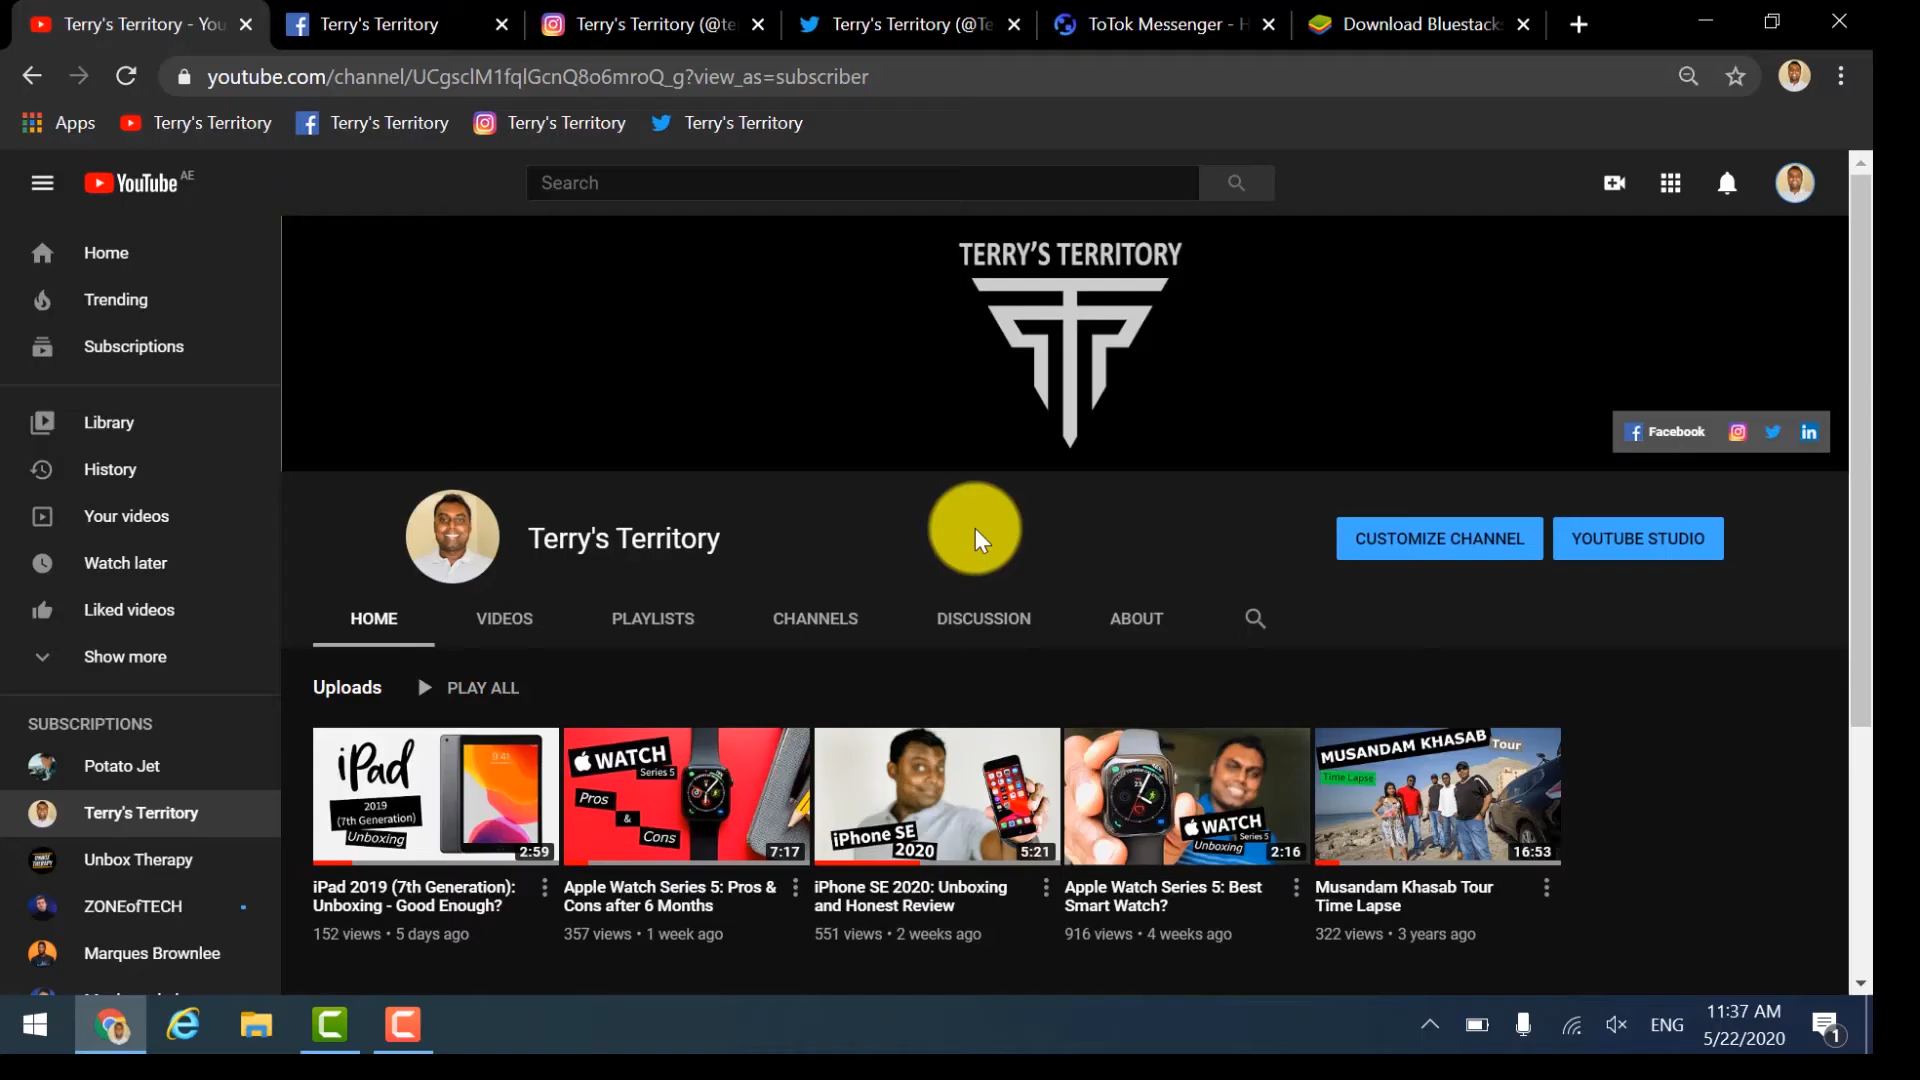 Terry's Territory - You
Terry's Territory
Terry's Territory (@te
Terry's Territory (@Te
ToTok Messenger - H
Download Bluestacks
youtube.com/channel/UCgsclM1fqlGcnQ8o6mroQ_g?view_as=subscriber
Apps
Terry's Territory
Terry's Territory
Terry's Territory
Terry's Territory
YouTube AE
Search
Home
Trending
Subscriptions
Library
History
Your videos
Watch later
Liked videos
Show more
SUBSCRIPTIONS
Potato Jet
Terry's Territory
Unbox Therapy
ZONEofTECH
Marques Brownlee
TERRY'S TERRITORY
Facebook
Terry's Territory
CUSTOMIZE CHANNEL
YOUTUBE STUDIO
HOME
VIDEOS
PLAYLISTS
CHANNELS
DISCUSSION
ABOUT
Uploads
PLAY ALL
iPad
2019
(7th Generation)
Unboxing
9:41
2:59
iPad 2019 (7th Generation):
Unboxing - Good Enough?
152 views • 5 days ago
WATCH
Series 5
Pros
&
Cons
7:17
Apple Watch Series 5: Pros &
Cons after 6 Months
357 views • 1 week ago
iPhone SE
2020
5:21
iPhone SE 2020: Unboxing
and Honest Review
551 views • 2 weeks ago
WATCH
Series 5
Unboxing
2:16
Apple Watch Series 5: Best
Smart Watch?
916 views • 4 weeks ago
MUSANDAM KHASAB
Tour
Time Lapse
16:53
Musandam Khasab Tour
Time Lapse
322 views • 3 years ago
ENG
11:37 AM
5/22/2020
1